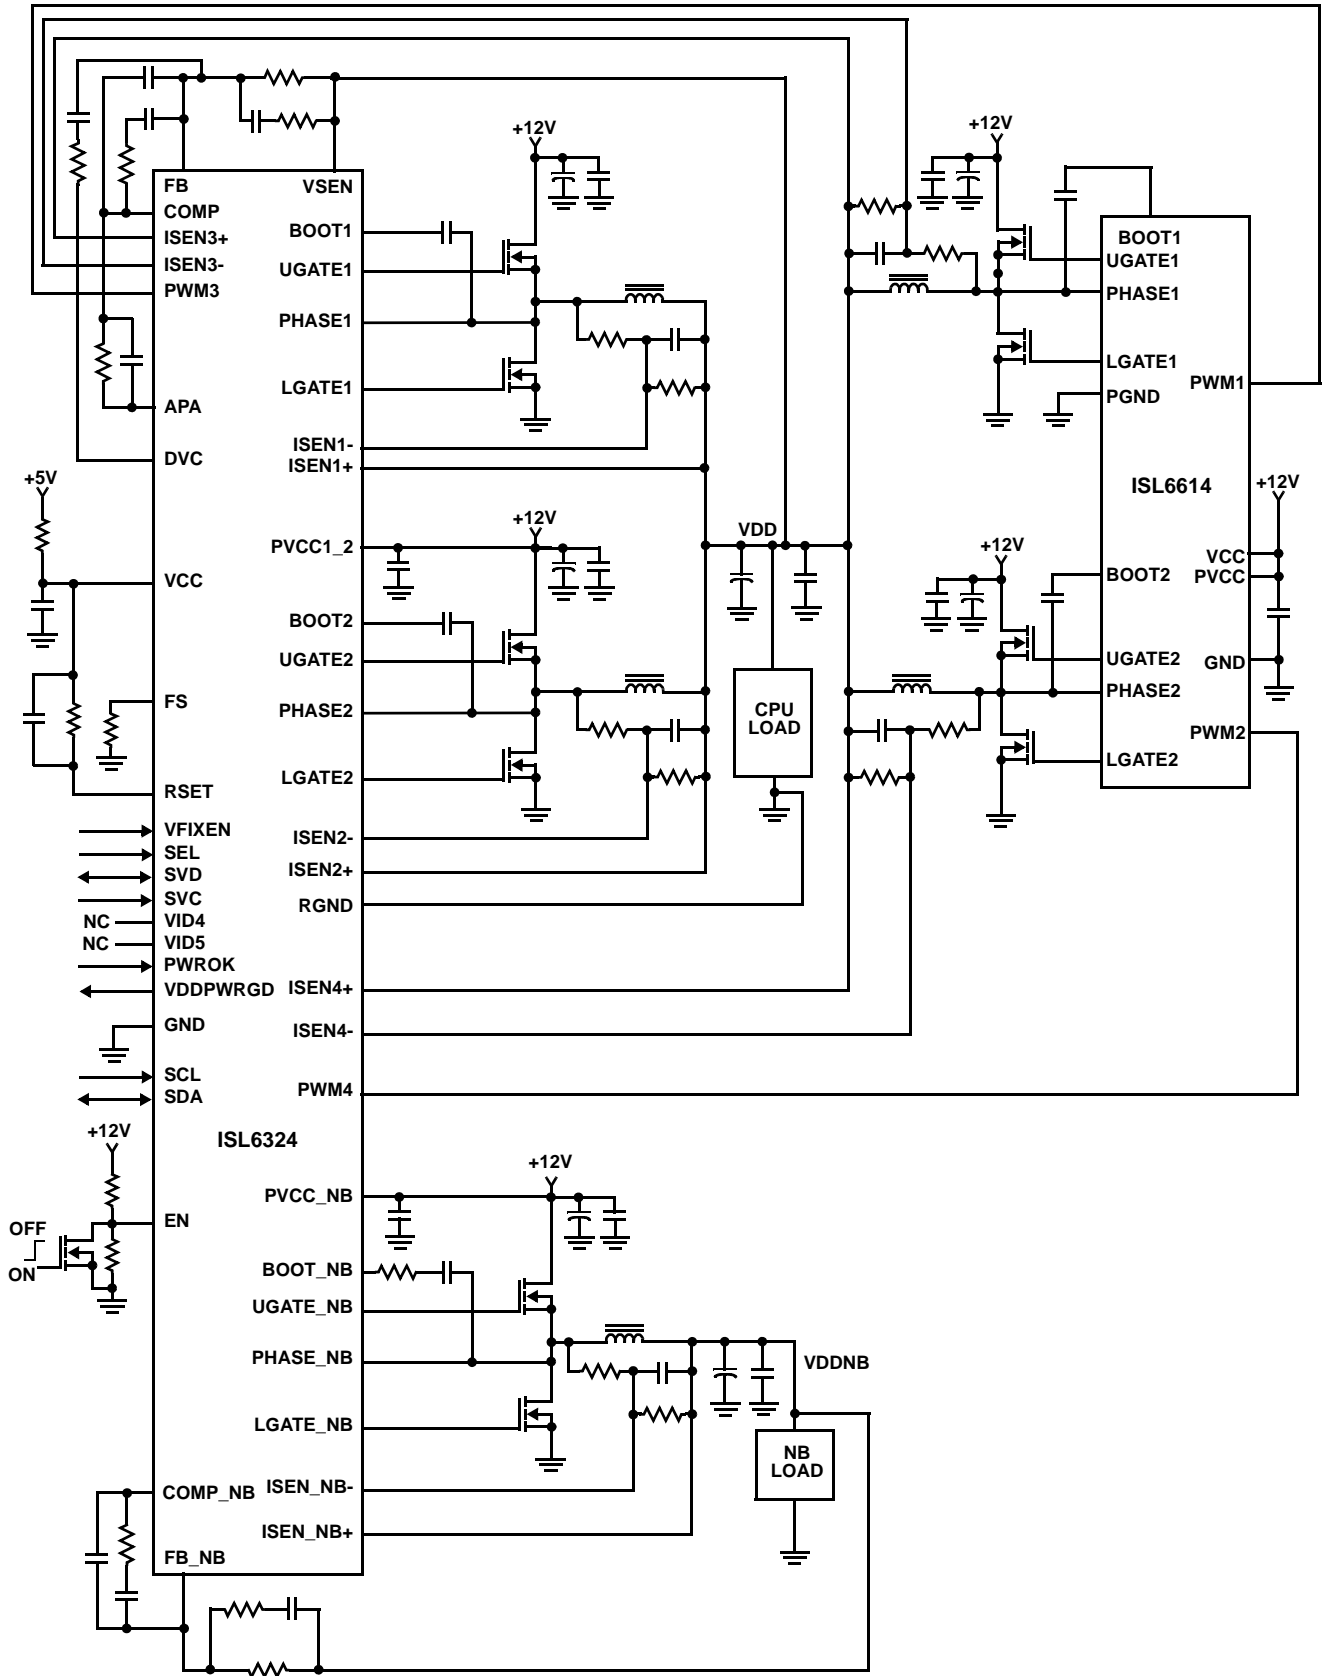 +12V
+12V
FB
VSEN
COMP
ISEN3+
ISEN3-
PWM3
BOOT1
UGATE1
PHASE1
LGATE1
APA
ISEN1-
ISEN1+
DVC
BOOT1
UGATE1
PHASE1
LGATE1
PWM1
PGND
ISL6614
+12V
+5V
+12V
VDD
+12V
PVCC1_2
VCC
VCC
PVCC
BOOT2
BOOT2
UGATE2
UGATE2
GND
PHASE2
FS
PHASE2
CPU
LOAD
PWM2
LGATE2
LGATE2
RSET
VFIXEN
SEL
SVD
SVC
NC
VID4
NC
VID5
PWROK
VDDPWRGD
ISEN2-
ISEN2+
RGND
ISEN4+
ISEN4-
GND
SCL
SDA
PWM4
+12V
ISL6324
+12V
PVCC_NB
EN
OFF
ON
BOOT_NB
UGATE_NB
PHASE_NB
VDDNB
LGATE_NB
NB
LOAD
COMP_NB
ISEN_NB-
ISEN_NB+
FB_NB